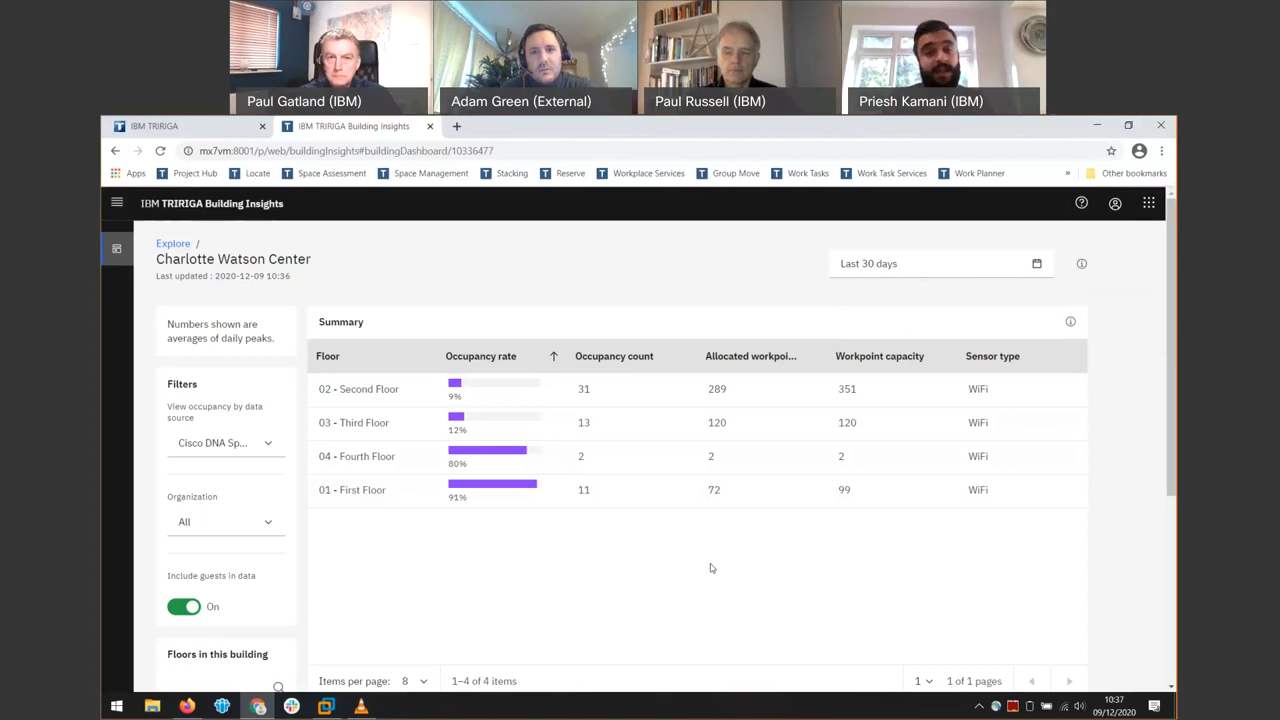 Paul Gatland (IBM)
Adam Green (External)
Paul Russell (IBM)
Priesh Kamani (IBM)
IBM TRIRIGA
IBM TRIRIGA Building Insights
mx7vm:8001/p/web/buildingInsights#buildingDashboard/10336477
Apps Project Hub Locate Space Assessment Space Management Stacking Reserve Workplace Services Group Move Work Tasks Work Task Services Work Planner » Other bookmarks
IBM TRIRIGA Building Insights
Explore /
Charlotte Watson Center
Last updated : 2020-12-09 10:36
Last 30 days
Numbers shown are
averages of daily peaks.
Filters
View occupancy by data
source
Cisco DNA Sp...
Organization
All
Include guests in data
On
Floors in this building
Summary
Floor Occupancy rate Occupancy count Allocated workpoi... Workpoint capacity Sensor type
02 - Second Floor 9% 31 289 351 WiFi
03 - Third Floor 12% 13 120 120 WiFi
04 - Fourth Floor 80% 2 2 2 WiFi
01 - First Floor 91% 11 72 99 WiFi
Items per page: 8 1–4 of 4 items 1 1 of 1 pages
10:37
09/12/2020